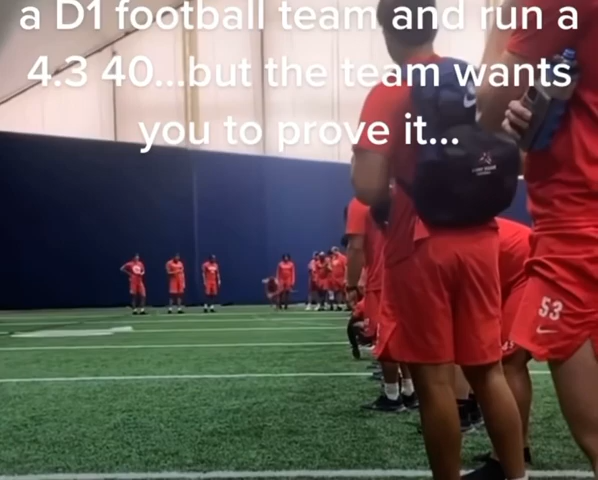 a D1 football team and run a
4.3 40...but the team wants
you to prove it...
53